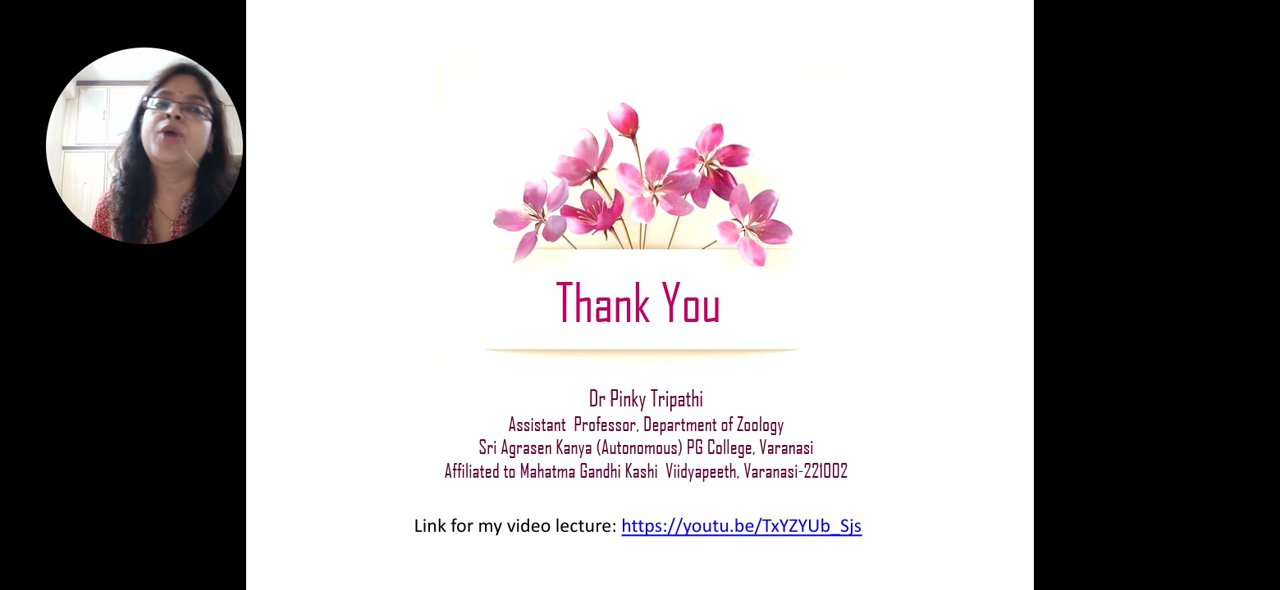 Thank You
Dr Pinky Tripathi
Assistant Professor, Department of Zoology
Sri Agrasen Kanya (Autonomous) PG College, Varanasi
Affiliated to Mahatma Gandhi Kashi Viidyapeeth, Varanasi-221002
Link for my video lecture: https://youtu.be/TxYZYUb_Sjs